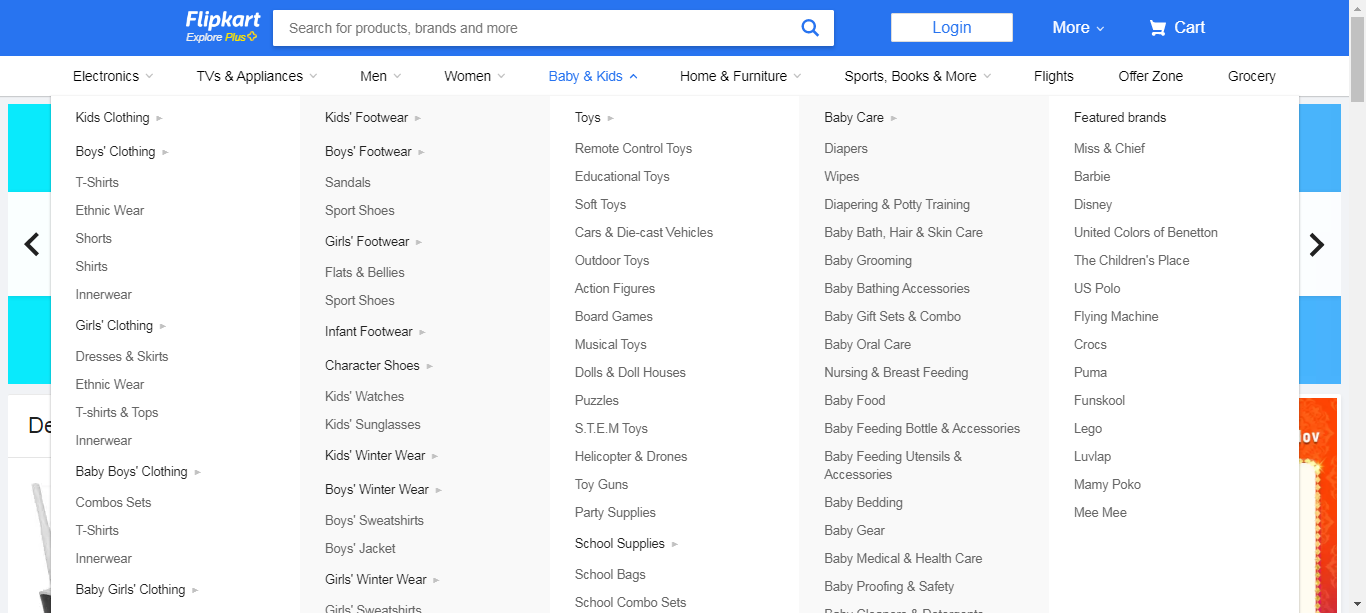 Flipkart
Explore Plus
Search for products, brands and more
Login
More
Cart
Electronics
TVs & Appliances
Men
Women
Baby & Kids
Home & Furniture
Sports, Books & More
Flights
Offer Zone
Grocery
Kids Clothing
Boys' Clothing
T-Shirts
Ethnic Wear
Shorts
Shirts
Innerwear
Girls' Clothing
Dresses & Skirts
Ethnic Wear
T-shirts & Tops
Innerwear
Baby Boys' Clothing
Combos Sets
T-Shirts
Innerwear
Baby Girls' Clothing
Kids' Footwear
Boys' Footwear
Sandals
Sport Shoes
Girls' Footwear
Flats & Bellies
Sport Shoes
Infant Footwear
Character Shoes
Kids' Watches
Kids' Sunglasses
Kids' Winter Wear
Boys' Winter Wear
Boys' Sweatshirts
Boys' Jacket
Girls' Winter Wear
Girls' Sweatshirts
Toys
Remote Control Toys
Educational Toys
Soft Toys
Cars & Die-cast Vehicles
Outdoor Toys
Action Figures
Board Games
Musical Toys
Dolls & Doll Houses
Puzzles
S.T.E.M Toys
Helicopter & Drones
Toy Guns
Party Supplies
School Supplies
School Bags
School Combo Sets
Baby Care
Diapers
Wipes
Diapering & Potty Training
Baby Bath, Hair & Skin Care
Baby Grooming
Baby Bathing Accessories
Baby Gift Sets & Combo
Baby Oral Care
Nursing & Breast Feeding
Baby Food
Baby Feeding Bottle & Accessories
Baby Feeding Utensils &
Accessories
Baby Bedding
Baby Gear
Baby Medical & Health Care
Baby Proofing & Safety
Baby Cleaners & Detergents
Featured brands
Miss & Chief
Barbie
Disney
United Colors of Benetton
The Children's Place
US Polo
Flying Machine
Crocs
Puma
Funskool
Lego
Luvlap
Mamy Poko
Mee Mee
De
lov